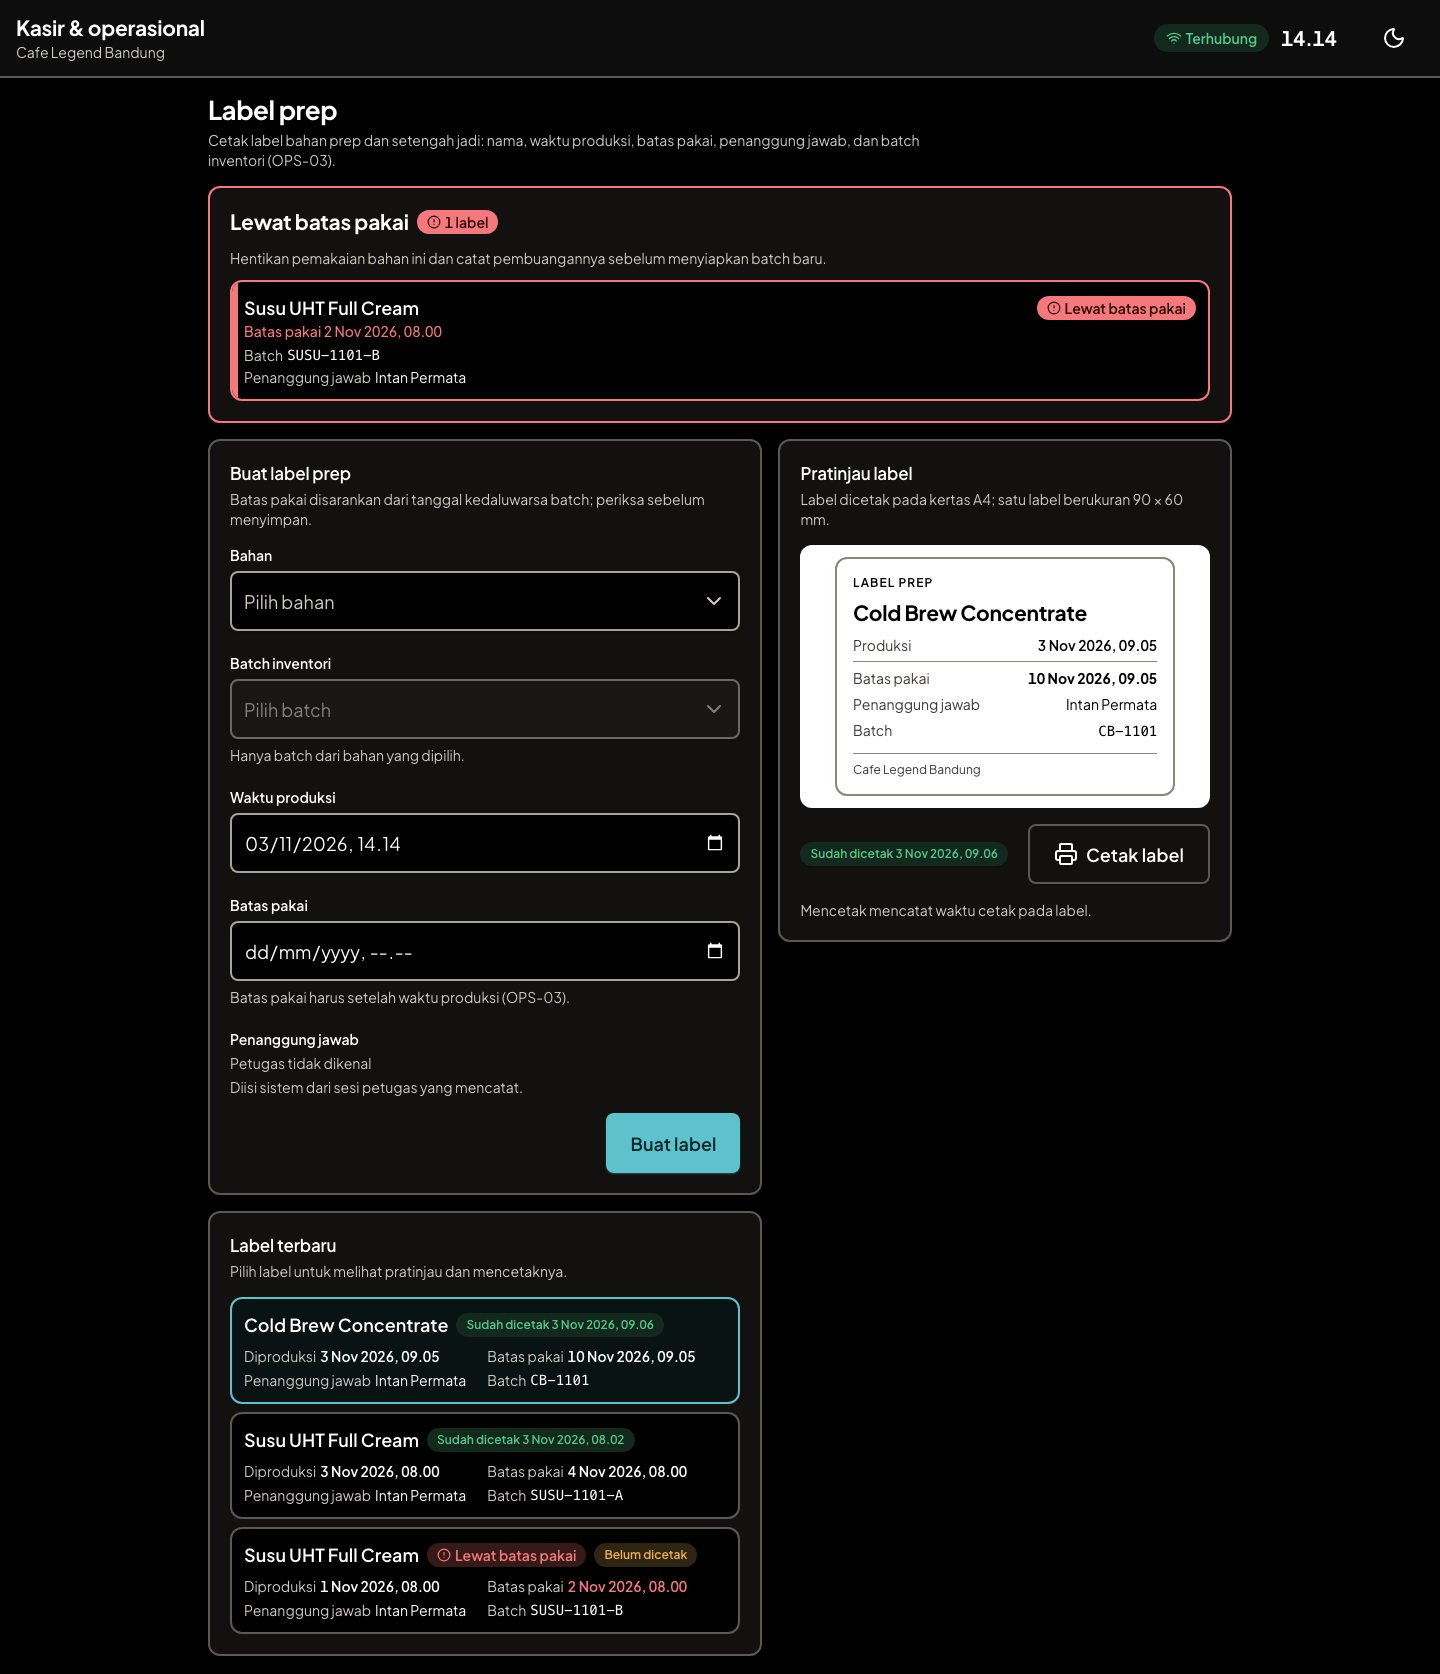 Kasir & operasional
Cafe Legend Bandung
Terhubung
14.14
Label prep
Cetak label bahan prep dan setengah jadi: nama, waktu produksi, batas pakai, penanggung jawab, dan batch
inventori (OPS-03).
Lewat batas pakai
1 label
Hentikan pemakaian bahan ini dan catat pembuangannya sebelum menyiapkan batch baru.
Susu UHT Full Cream
Lewat batas pakai
Batas pakai 2 Nov 2026, 08.00
Batch SUSU-1101-B
Penanggung jawab Intan Permata
Buat label prep
Batas pakai disarankan dari tanggal kedaluwarsa batch; periksa sebelum
menyimpan.
Bahan
Pilih bahan
Batch inventori
Pilih batch
Hanya batch dari bahan yang dipilih.
Waktu produksi
03/11/2026, 14.14
Batas pakai
dd/mm/yyyy, --.--
Batas pakai harus setelah waktu produksi (OPS-03).
Penanggung jawab
Petugas tidak dikenal
Diisi sistem dari sesi petugas yang mencatat.
Buat label
Pratinjau label
Label dicetak pada kertas A4; satu label berukuran 90 × 60
mm.
LABEL PREP
Cold Brew Concentrate
Produksi 3 Nov 2026, 09.05
Batas pakai 10 Nov 2026, 09.05
Penanggung jawab Intan Permata
Batch CB-1101
Cafe Legend Bandung
Sudah dicetak 3 Nov 2026, 09.06
Cetak label
Mencetak mencatat waktu cetak pada label.
Label terbaru
Pilih label untuk melihat pratinjau dan mencetaknya.
Cold Brew Concentrate Sudah dicetak 3 Nov 2026, 09.06
Diproduksi 3 Nov 2026, 09.05 Batas pakai 10 Nov 2026, 09.05
Penanggung jawab Intan Permata Batch CB-1101
Susu UHT Full Cream Sudah dicetak 3 Nov 2026, 08.02
Diproduksi 3 Nov 2026, 08.00 Batas pakai 4 Nov 2026, 08.00
Penanggung jawab Intan Permata Batch SUSU-1101-A
Susu UHT Full Cream Lewat batas pakai Belum dicetak
Diproduksi 1 Nov 2026, 08.00 Batas pakai 2 Nov 2026, 08.00
Penanggung jawab Intan Permata Batch SUSU-1101-B